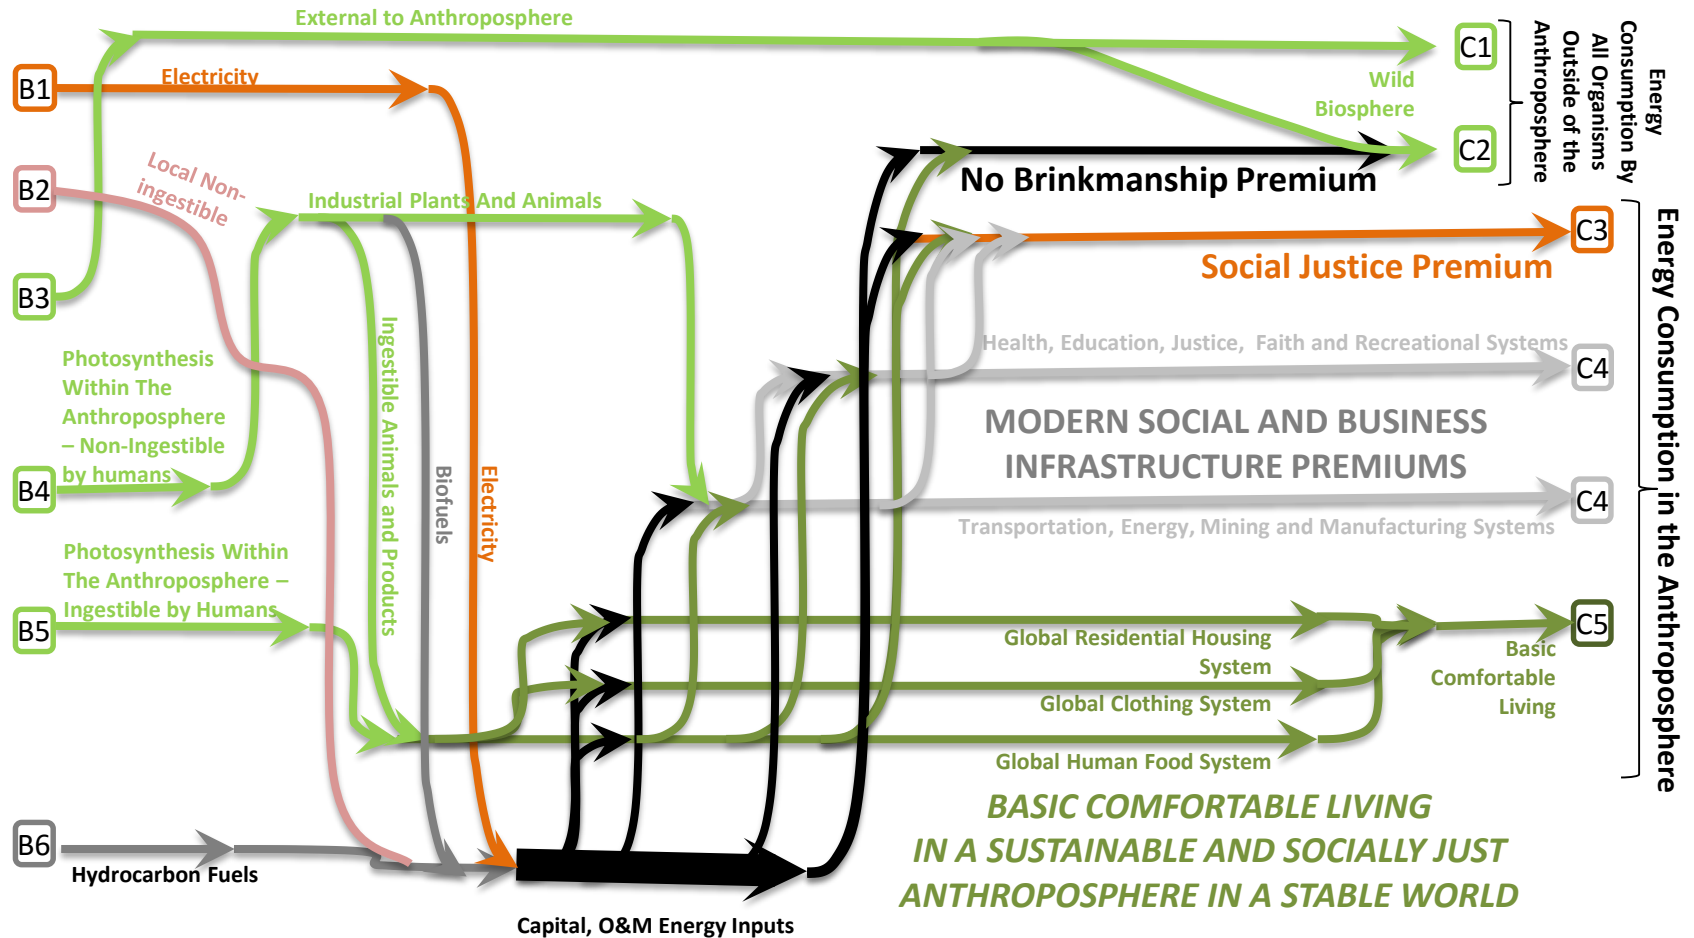 External to Anthroposphere
B1
Electricity
B2
Local Non-
ingestible
B3
Industrial Plants And Animals
Photosynthesis
Within The
Anthroposphere
– Non-Ingestible
by humans
B4
Photosynthesis Within
The Anthroposphere –
Ingestible by Humans
B5
B6
Hydrocarbon Fuels
Ingestible Animals and Products
Biofuels
Electricity
Capital, O&M Energy Inputs
C1
Wild
Biosphere
C2
No Brinkmanship Premium
Energy
Consumption By
All Organisms
Outside of the
Anthroposphere
C3
Social Justice Premium
Health, Education, Justice, Faith and Recreational Systems
C4
MODERN SOCIAL AND BUSINESS
INFRASTRUCTURE PREMIUMS
C4
Transportation, Energy, Mining and Manufacturing Systems
Global Residential Housing
System
Global Clothing System
Global Human Food System
C5
Basic
Comfortable
Living
Energy Consumption in the Anthroposphere
BASIC COMFORTABLE LIVING
IN A SUSTAINABLE AND SOCIALLY JUST
ANTHROPOSPHERE IN A STABLE WORLD